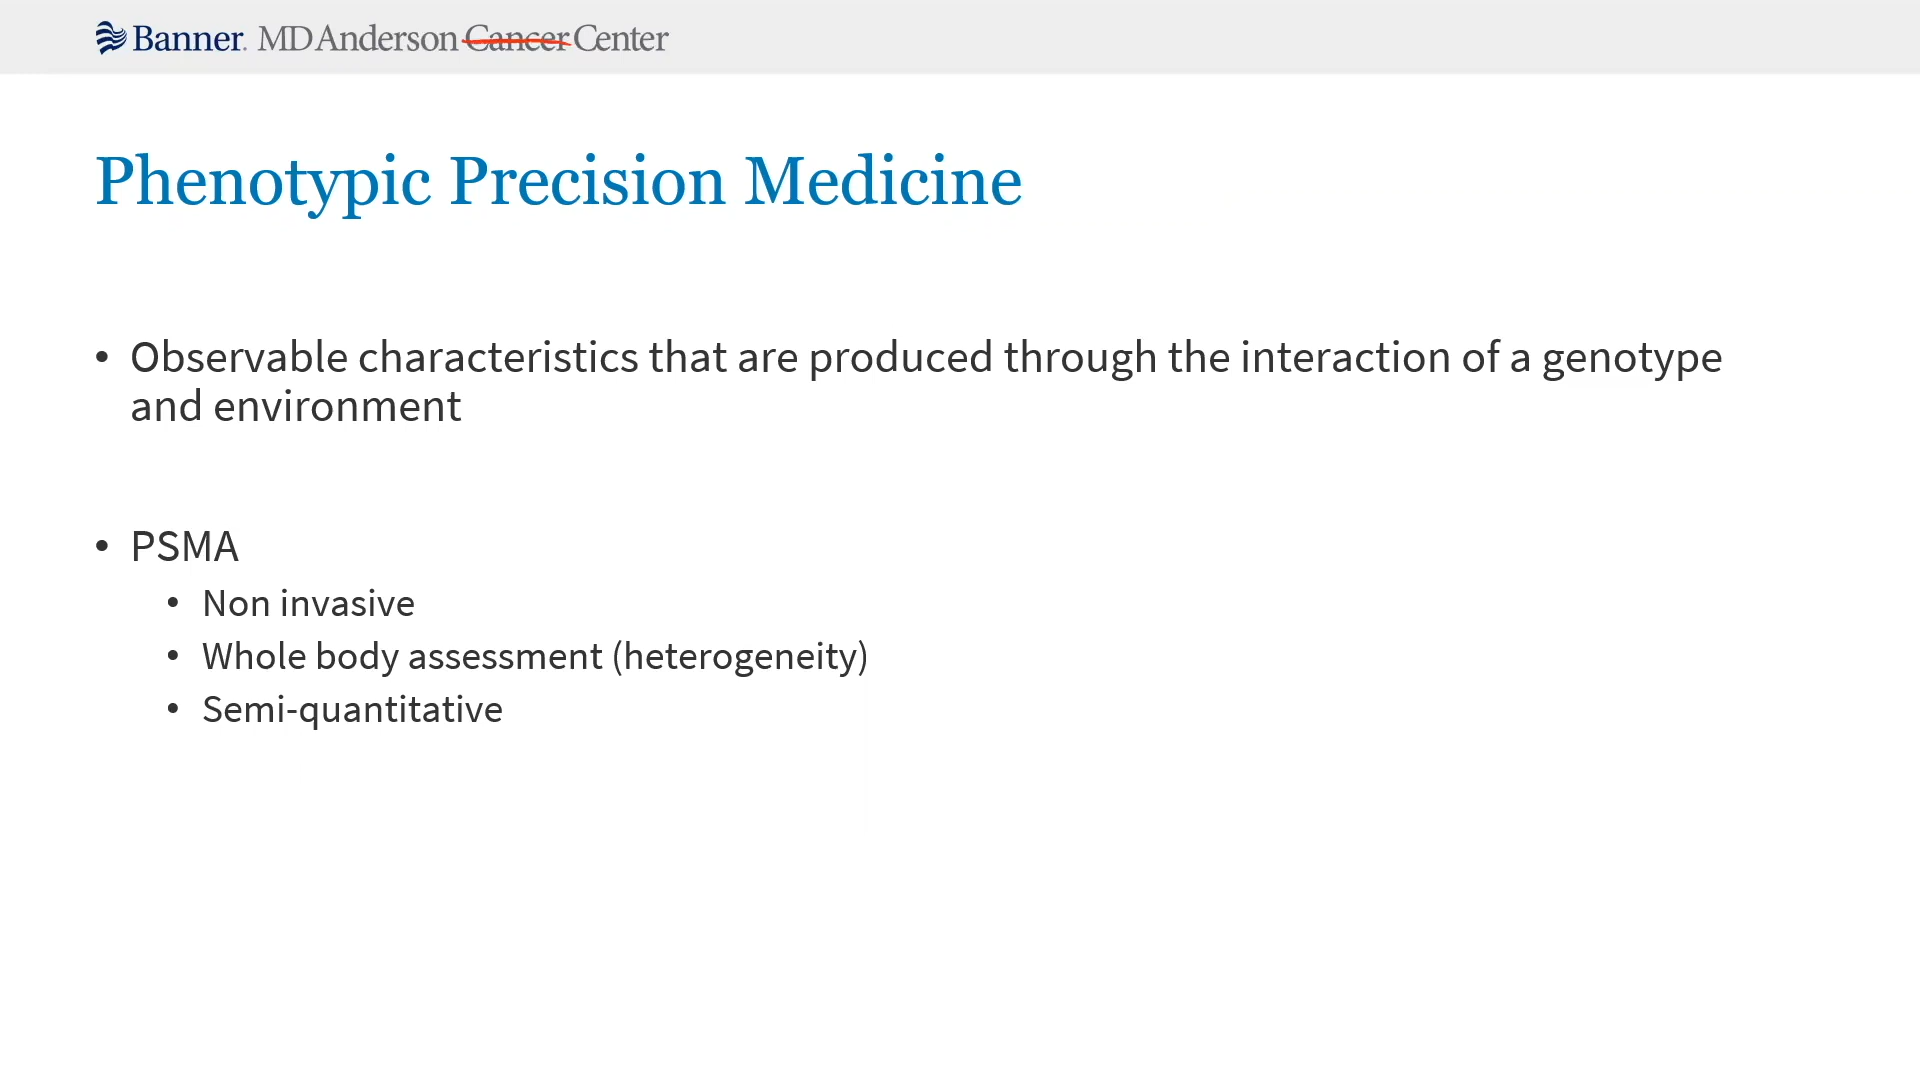 Banner. MD Anderson Cancer Center
Phenotypic Precision Medicine
• Observable characteristics that are produced through the interaction of a genotype
and environment
• PSMA
• Non invasive
• Whole body assessment (heterogeneity)
• Semi-quantitative